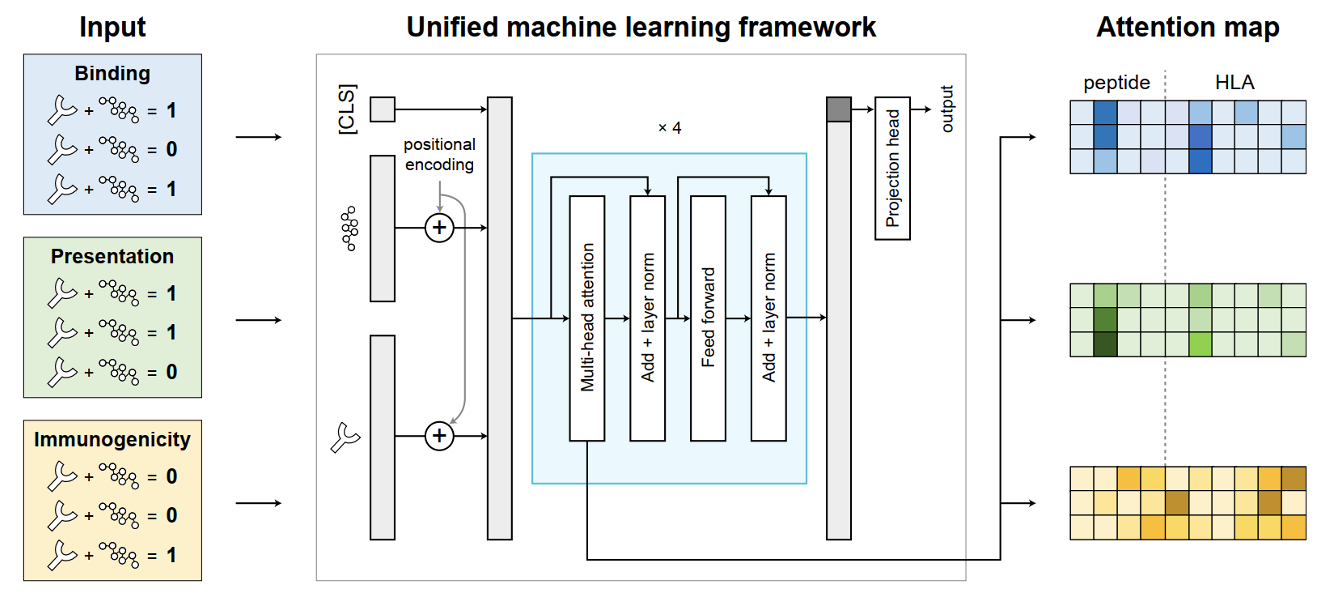 Input
Unified machine learning framework
Attention map
Binding
+ = 1
+ = 0
+ = 1
Presentation
+ = 1
+ = 1
+ = 0
Immunogenicity
+ = 0
+ = 0
+ = 1
[CLS]
positional
encoding
+
+
× 4
Multi-head attention
Add + layer norm
Feed forward
Add + layer norm
Projection head
output
peptide
HLA